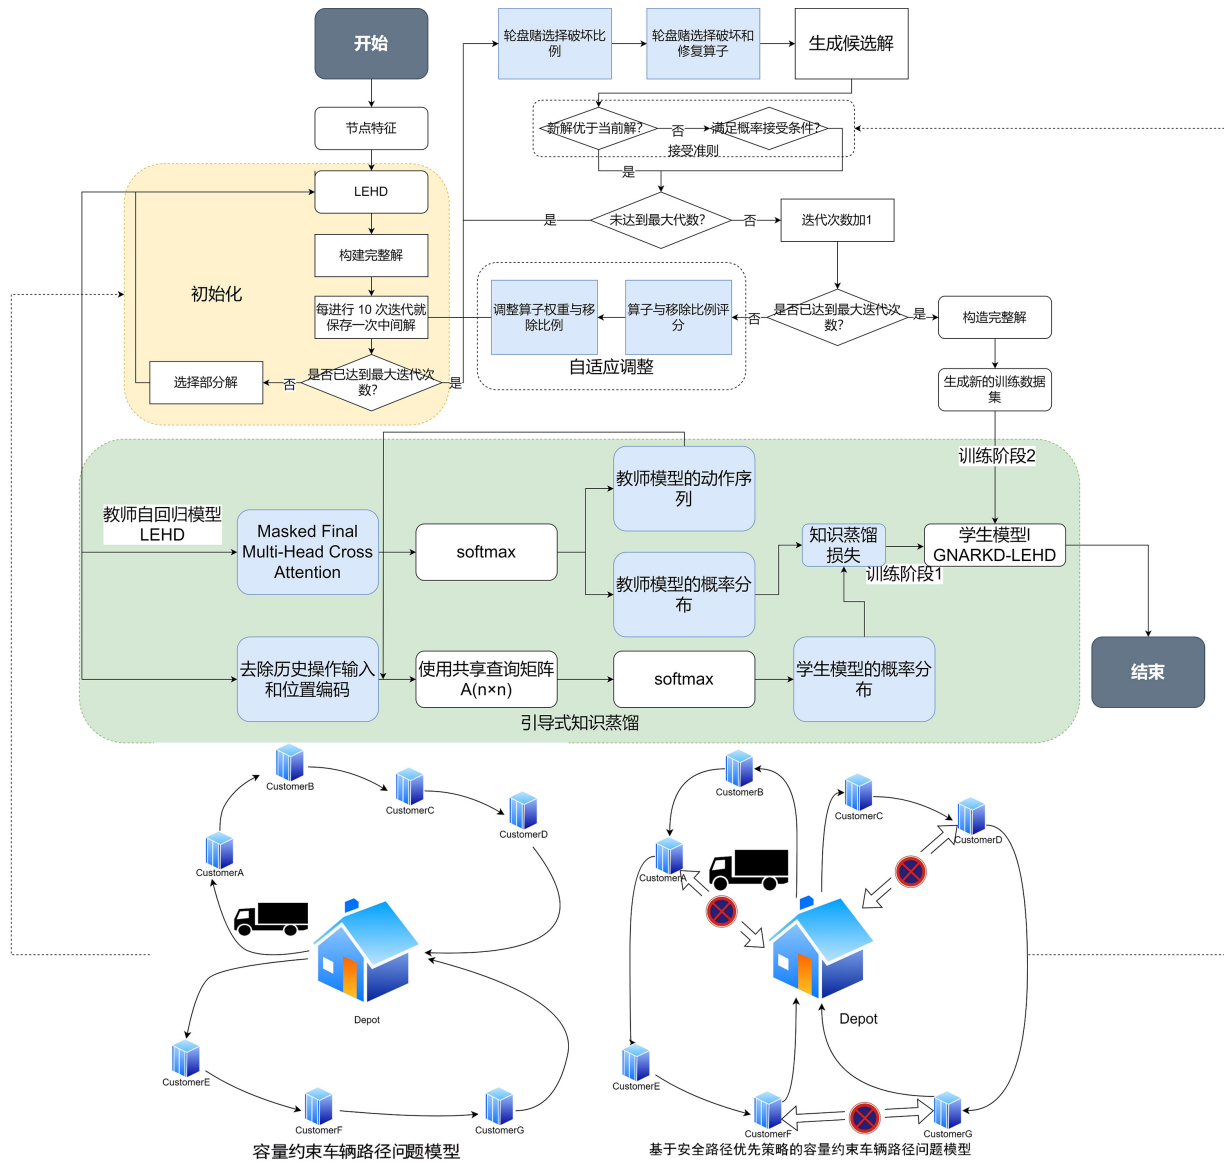 开始
轮盘赌选择破坏比
例
轮盘赌选择破坏和
修复算子
生成候选解
节点特征
新解优于当前解?
否
满足概率接受条件?
接受准则
是
LEHD
未达到最大代数?
是
否
迭代次数加1
构建完整解
初始化
每进行 10 次迭代就
保存一次中间解
调整算子权重与移
除比例
算子与移除比例评
分
自适应调整
否
是否已达到最大迭代次
数?
是
构造完整解
选择部分解
否
是否已达到最大迭代次
数?
是
生成新的训练数据
集
训练阶段2
教师自回归模型
LEHD
Masked Final
Multi-Head Cross
Attention
softmax
教师模型的动作序
列
教师模型的概率分
布
知识蒸馏
损失
训练阶段1
学生模型I
GNARKD-LEHD
去除历史操作输入
和位置编码
使用共享查询矩阵
A(n×n)
softmax
学生模型的概率分
布
引导式知识蒸馏
结束
CustomerB
CustomerC
CustomerD
CustomerA
Depot
CustomerE
CustomerF
CustomerG
容量约束车辆路径问题模型
CustomerB
CustomerC
CustomerD
CustomerA
Depot
CustomerE
CustomerF
CustomerG
基于安全路径优先策略的容量约束车辆路径问题模型